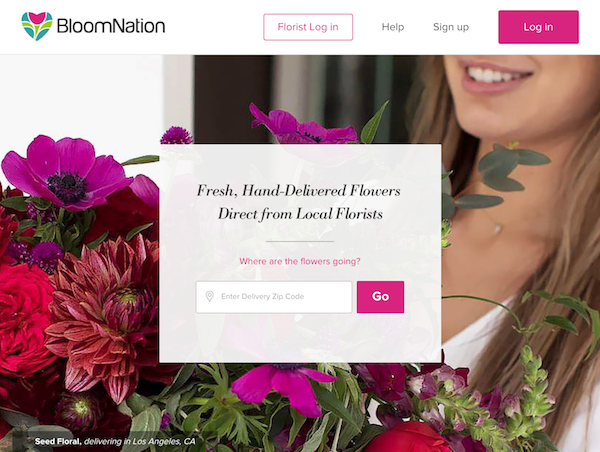 BloomNation
Florist Log in
Help
Sign up
Log in
Fresh, Hand-Delivered Flowers
Direct from Local Florists
Where are the flowers going?
Enter Delivery Zip Code
Go
Seed Floral, delivering in Los Angeles, CA